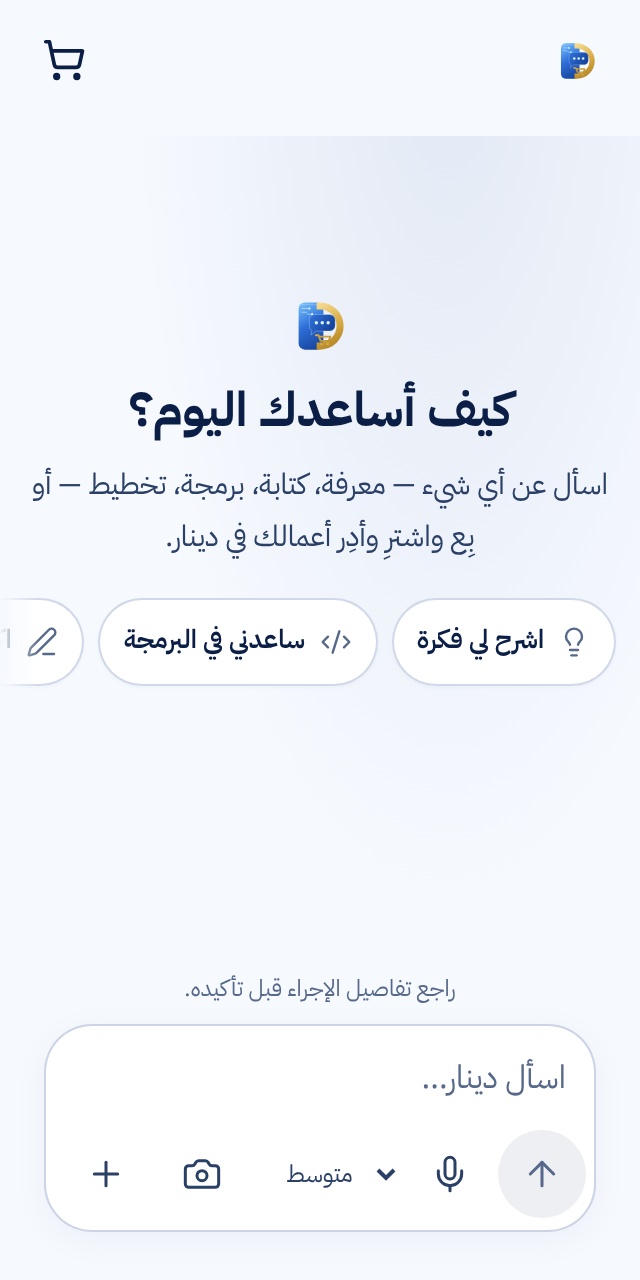 كيف أساعدك اليوم؟
اسأل عن أي شيء — معرفة، كتابة، برمجة، تخطيط — أو
بِع واشترِ وأدِر أعمالك في دينار.
اشرح لي فكرة
ساعدني في البرمجة
راجع تفاصيل الإجراء قبل تأكيده.
اسأل دينار...
متوسط